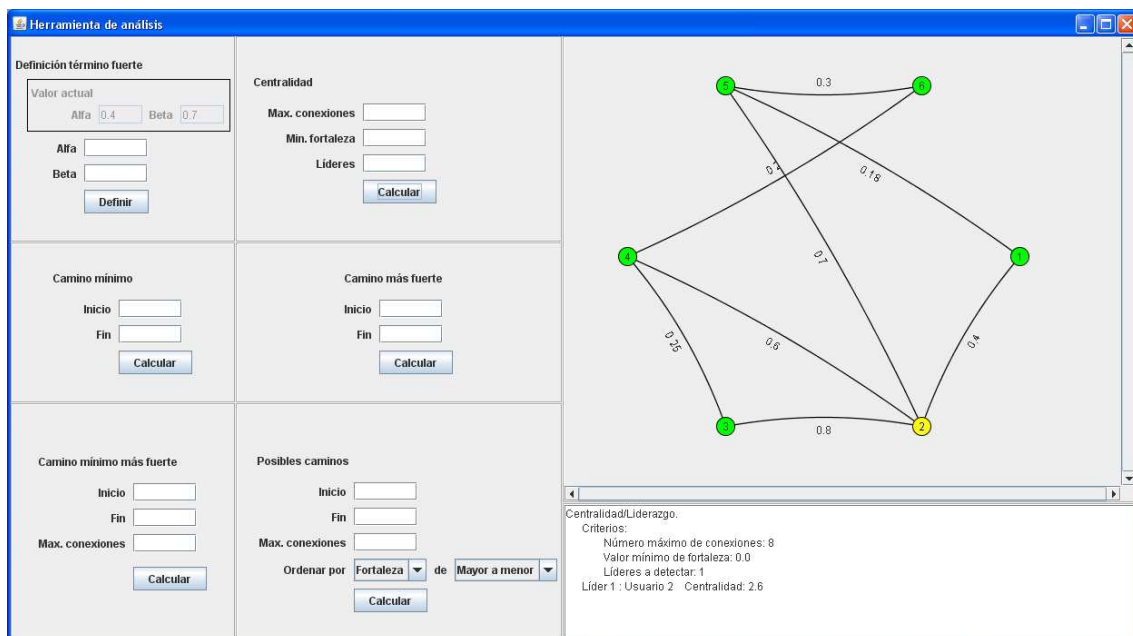 Herramienta de análisis
Definición término fuerte
Valor actual
Alfa 0.4 Beta 0.7
Alfa
Beta
Definir
Centralidad
Max. conexiones
Min. fortaleza
Líderes
Calcular
Camino mínimo
Inicio
Fin
Calcular
Camino más fuerte
Inicio
Fin
Calcular
Camino mínimo más fuerte
Inicio
Fin
Max. conexiones
Calcular
Posibles caminos
Inicio
Fin
Max. conexiones
Ordenar por Fortaleza de Mayor a menor
Calcular
5
0.3
6
0.18
4
0.7
1
0.25
0.6
0.4
3
0.8
2
Centralidad/Liderazgo.
Criterios:
Número máximo de conexiones: 8
Valor mínimo de fortaleza: 0.0
Líderes a detectar: 1
Líder 1 : Usuario 2 Centralidad: 2.6